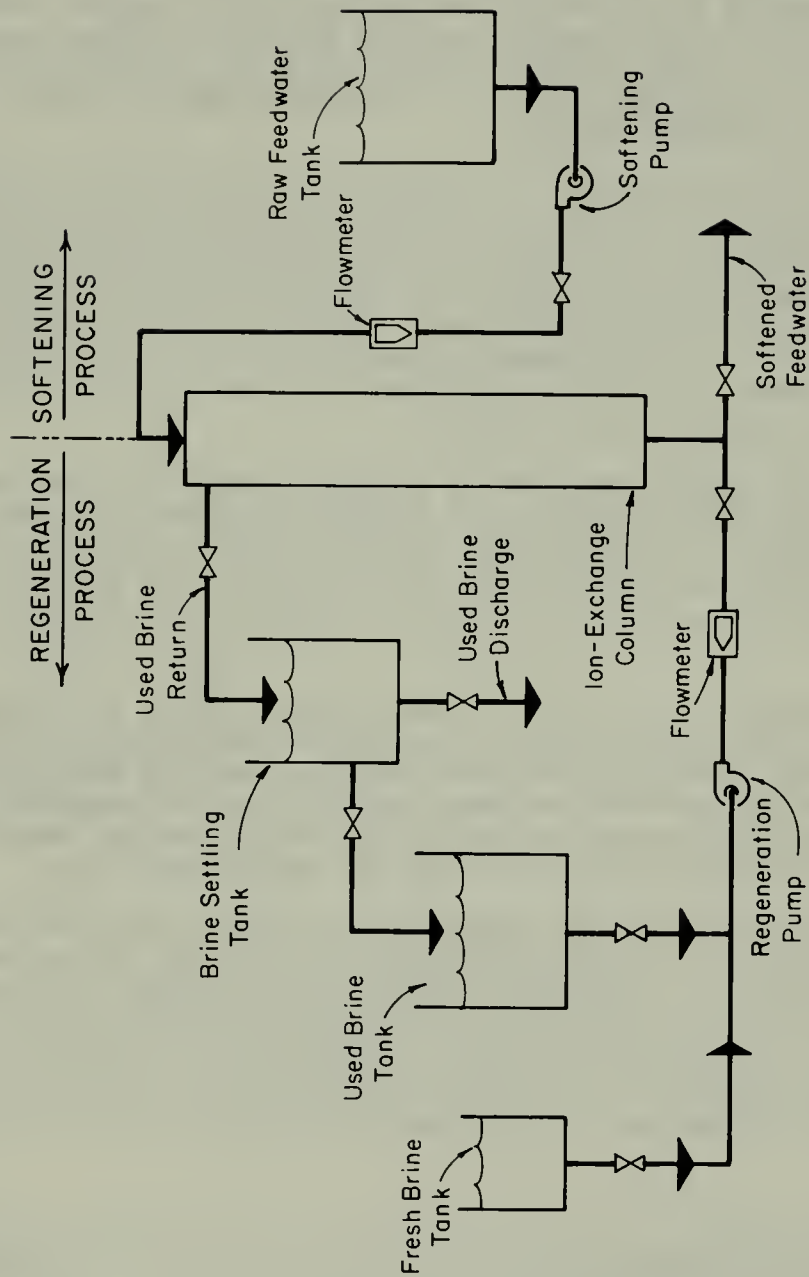 REGENERATION
PROCESS
SOFTENING
PROCESS
Used Brine
Return
Brine Settling
Tank
Used Brine
Discharge
Used Brine
Tank
Fresh Brine
Tank
Raw Feedwater
Tank
Flowmeter
Softening
Pump
Ion-Exchange
Column
Softened
Feedwater
Flowmeter
Regeneration
Pump